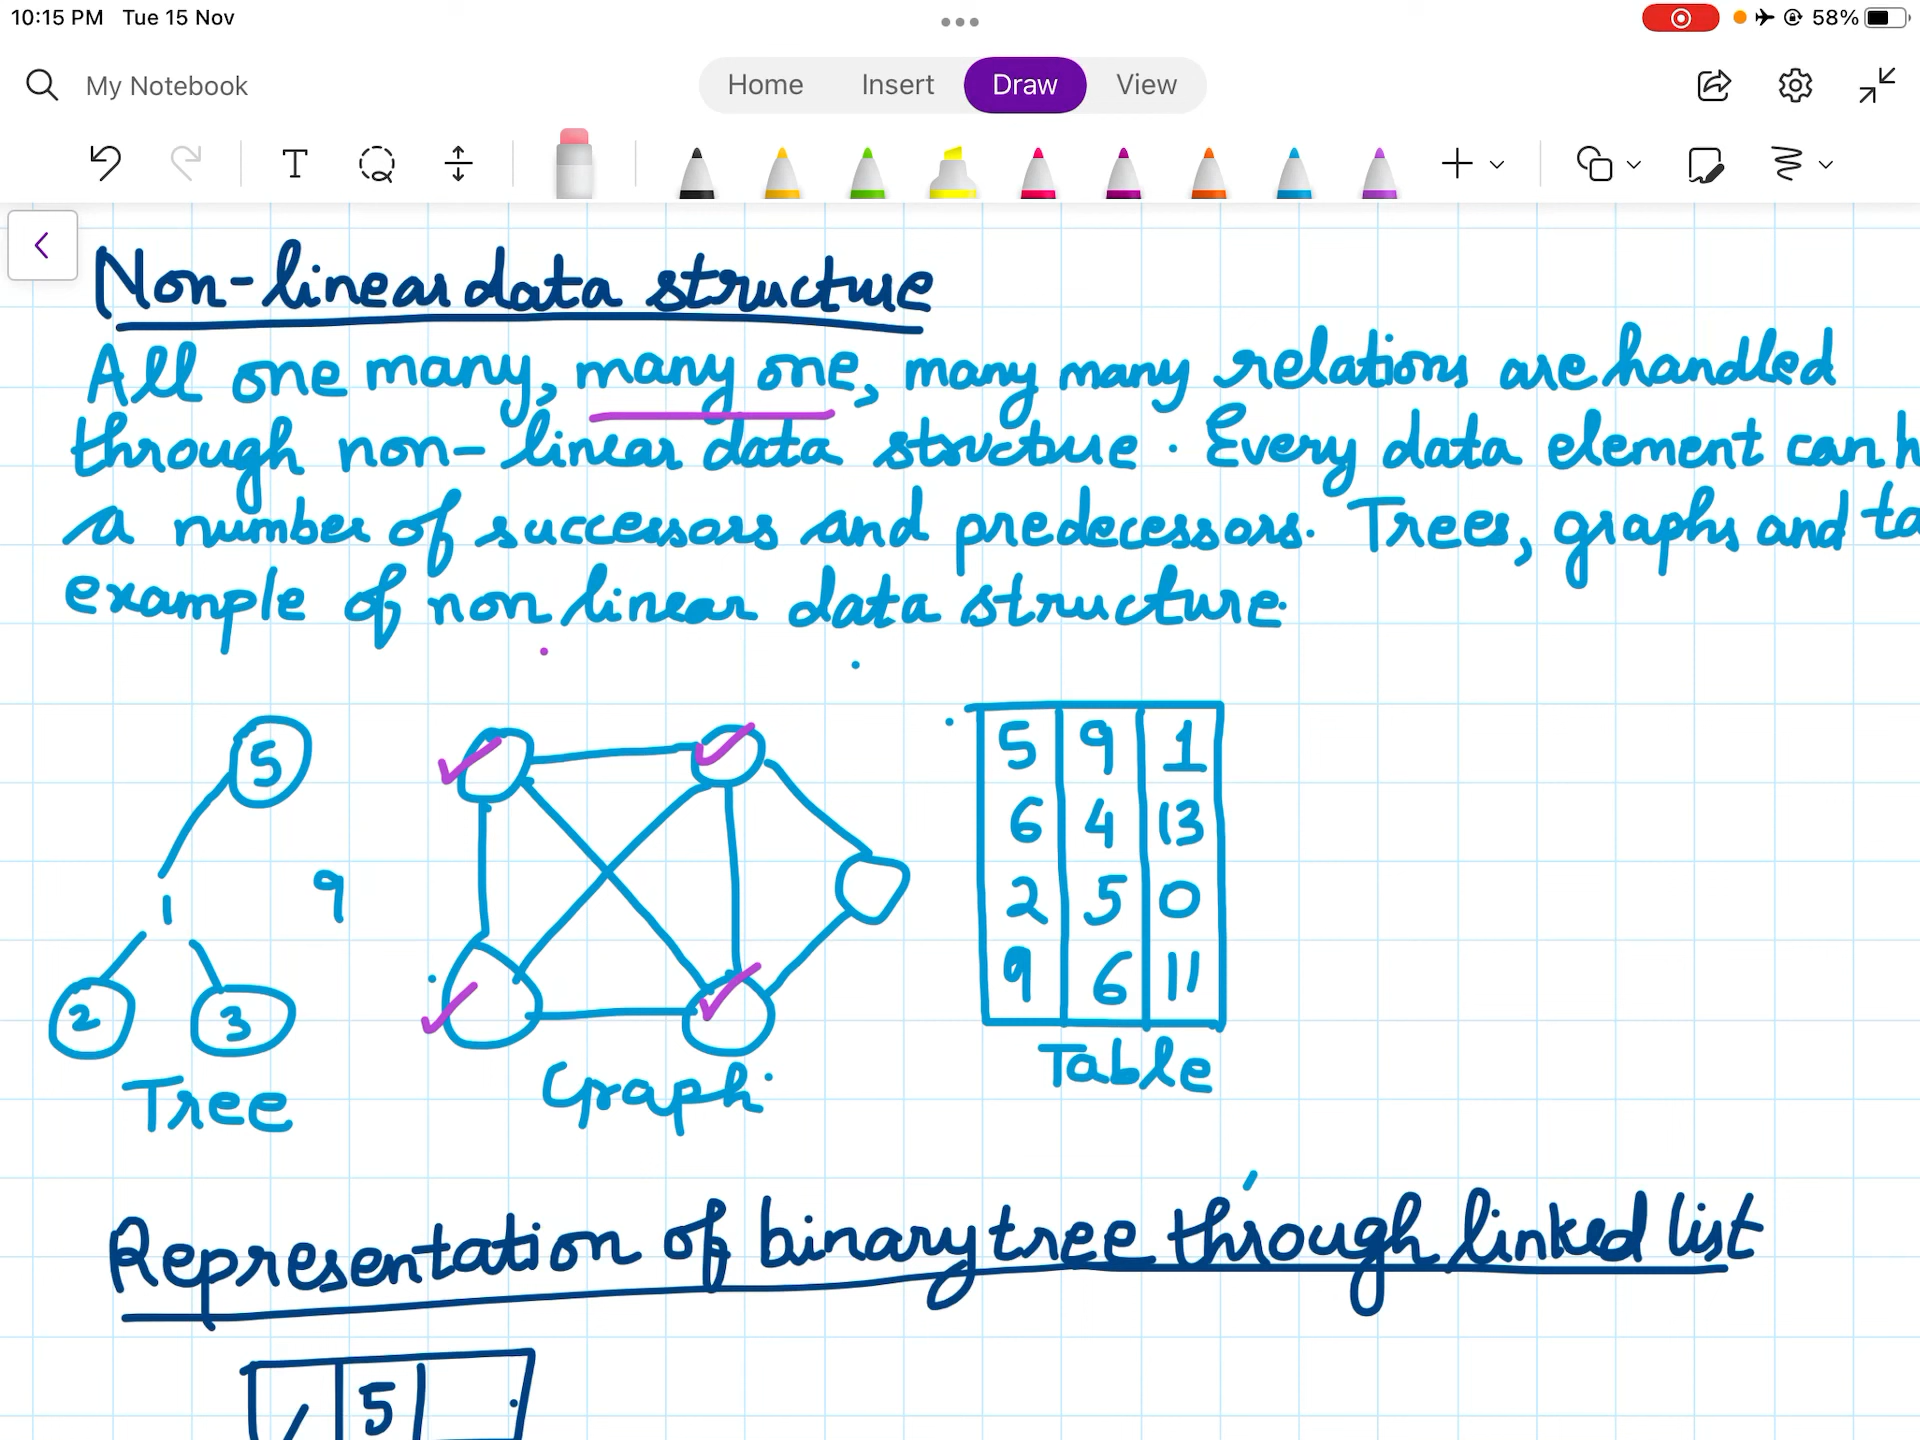 10:15 PM Tue 15 Nov
58%
My Notebook
Home Insert Draw View
T
Non-linear data structure
All one many, many one, many many relations are handled
through non-linear data structure. Every data element can h
a number of successors and predecessors. Trees, graphs and ta
example of non linear data structure.
5
1 9
2 3
Tree
Graph
5 9 1
6 4 13
2 5 0
9 6 11
Table
Representation of binary tree through linked list
5